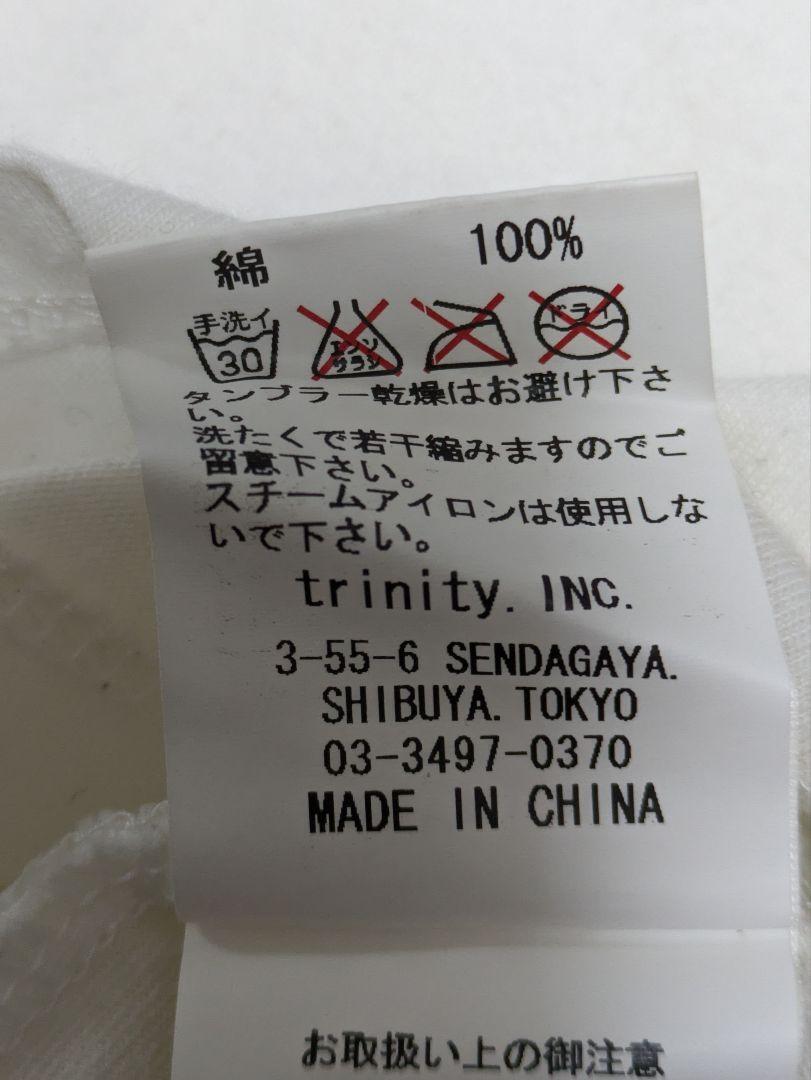 綿 100%
手洗イ
30
エンソ
サラシ
ドライ
タンブラー乾燥はお避け下さ
い。
洗たくで若干縮みますのでご
留意下さい。
スチームアイロンは使用しな
いで下さい。
trinity. INC.
3-55-6 SENDAGAYA.
SHIBUYA. TOKYO
03-3497-0370
MADE IN CHINA
お取扱い上の御注意